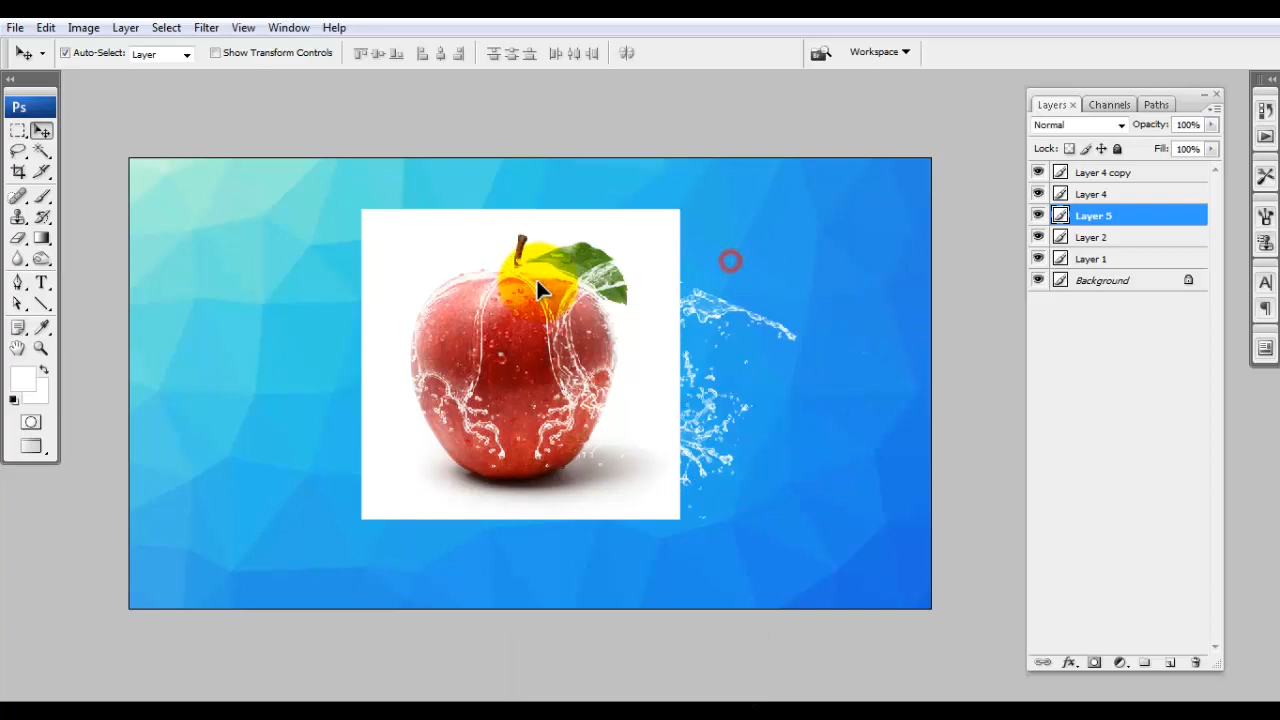 File Edit Image Layer Select Filter View Window Help
Auto-Select: Layer Show Transform Controls Workspace
Ps
Layers Channels Paths
Normal Opacity: 100%
Lock: Fill: 100%
Layer 4 copy
Layer 4
Layer 5
Layer 2
Layer 1
Background